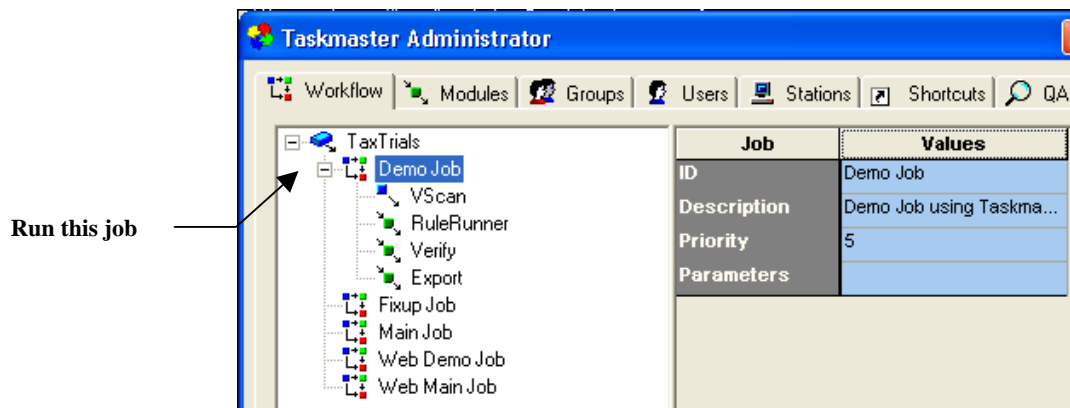 Taskmaster Administrator
Workflow Modules Groups Users Stations Shortcuts QA
TaxTrials
Demo Job
VScan
RuleRunner
Verify
Export
Fixup Job
Main Job
Web Demo Job
Web Main Job
Run this job
Job Values
ID Demo Job
Description Demo Job using Taskma...
Priority 5
Parameters